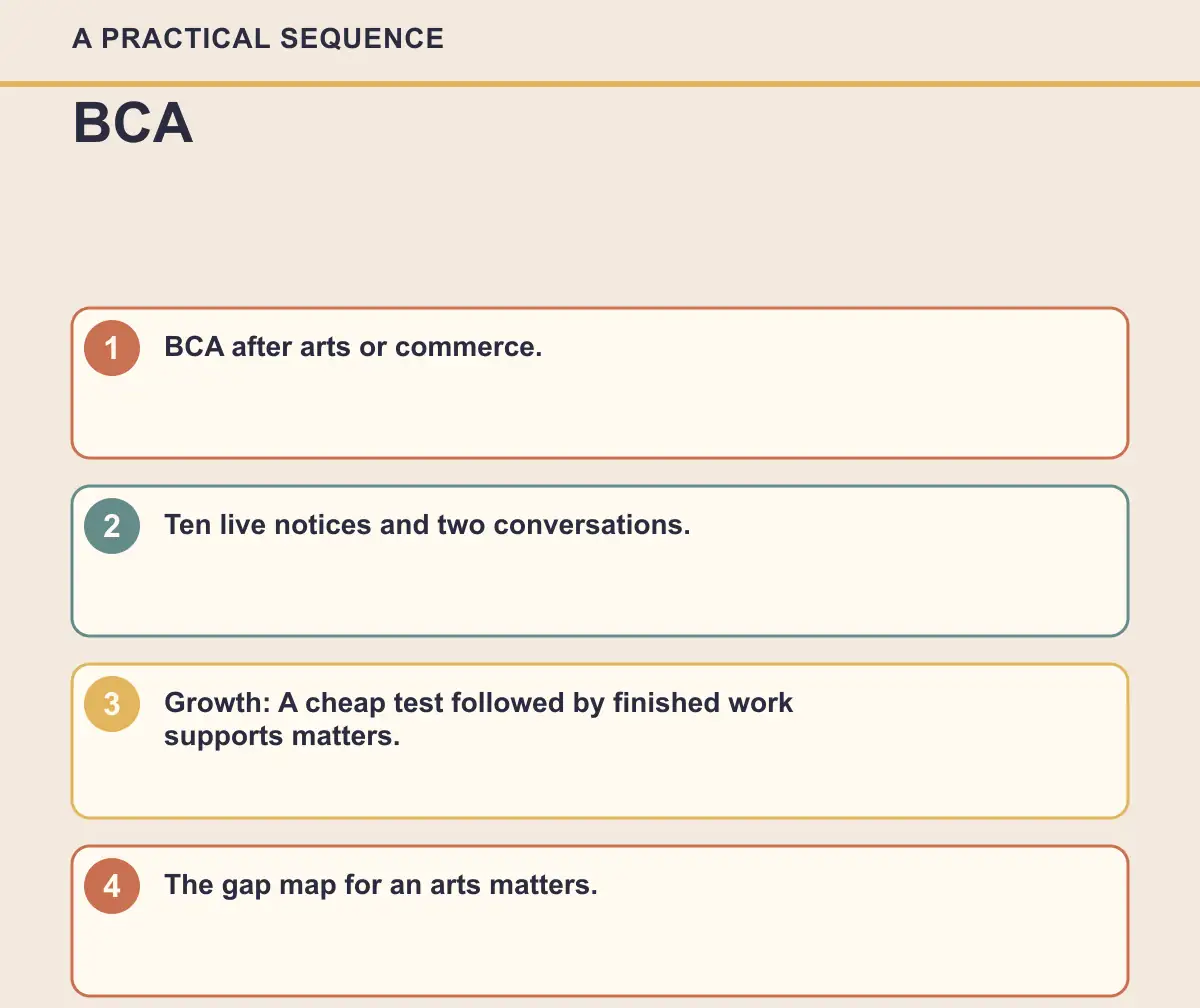 A PRACTICAL SEQUENCE
BCA
1
BCA after arts or commerce.
2
Ten live notices and two conversations.
3
Growth: A cheap test followed by finished work
supports matters.
4
The gap map for an arts matters.